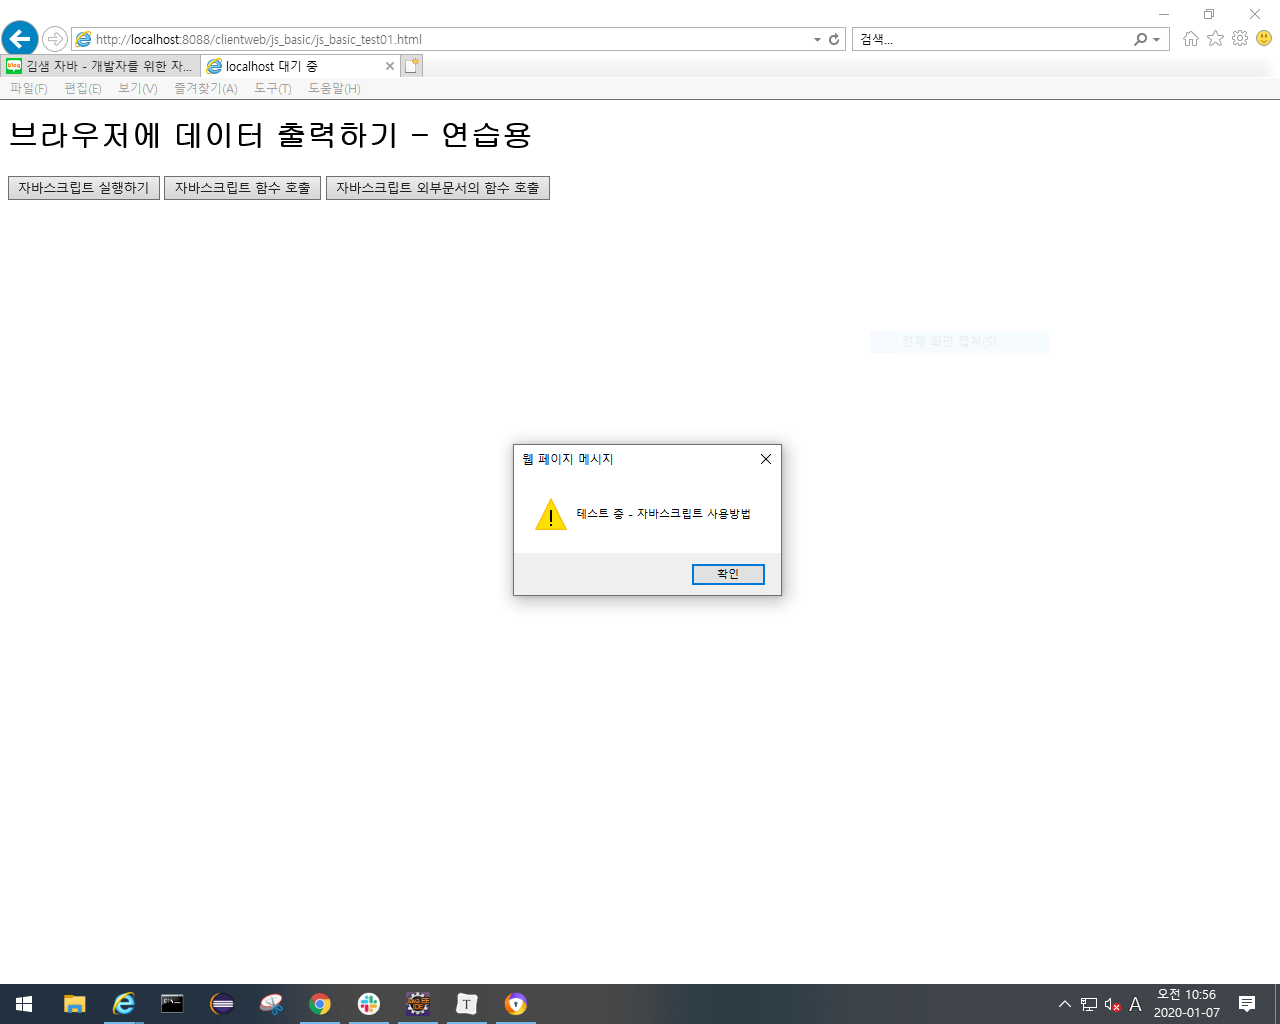 http://localhost:8088/clientweb/js_basic/js_basic_test01.html
검색...
김샘 자바 - 개발자를 위한 자...
localhost 대기 중
파일(F) 편집(E) 보기(V) 즐겨찾기(A) 도구(T) 도움말(H)
브라우저에 데이터 출력하기 - 연습용
자바스크립트 실행하기 자바스크립트 함수 호출 자바스크립트 외부문서의 함수 호출
전체 화면 캡처(S)
웹 페이지 메시지
테스트 중 - 자바스크립트 사용방법
확인
A
오전 10:56
2020-01-07